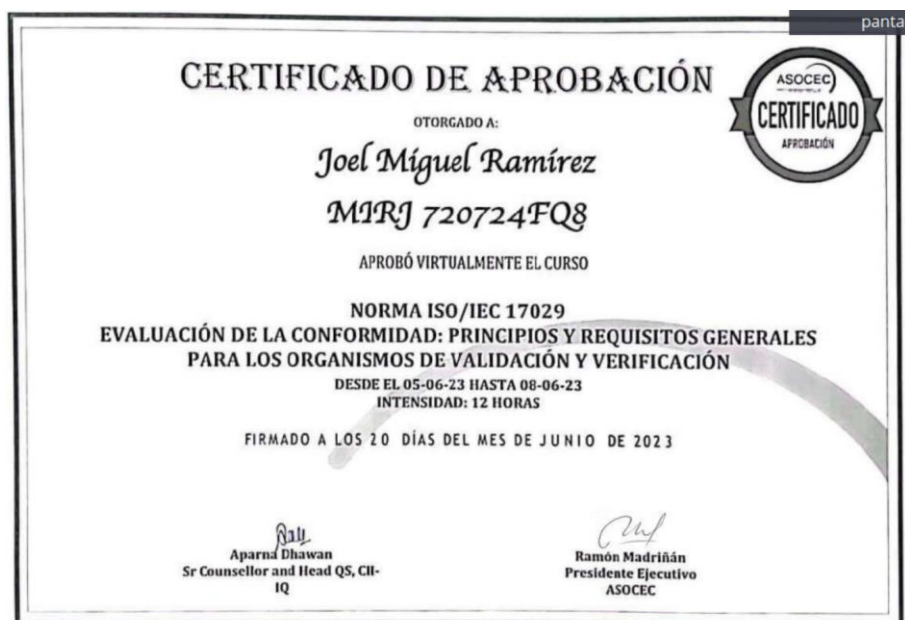 panta
CERTIFICADO DE APROBACIÓN
ASOCEC
CERTIFICADO
APROBACIÓN
OTORGADO A:
Joel Miguel Ramírez
MIRJ 720724FQ8
APROBÓ VIRTUALMENTE EL CURSO
NORMA ISO/IEC 17029
EVALUACIÓN DE LA CONFORMIDAD: PRINCIPIOS Y REQUISITOS GENERALES
PARA LOS ORGANISMOS DE VALIDACIÓN Y VERIFICACIÓN
DESDE EL 05-06-23 HASTA 08-06-23
INTENSIDAD: 12 HORAS
FIRMADO A LOS 20 DÍAS DEL MES DE JUNIO DE 2023
Aparna Dhawan
Sr Counsellor and Head QS, CII-
IQ
Ramón Madriñán
Presidente Ejecutivo
ASOCEC